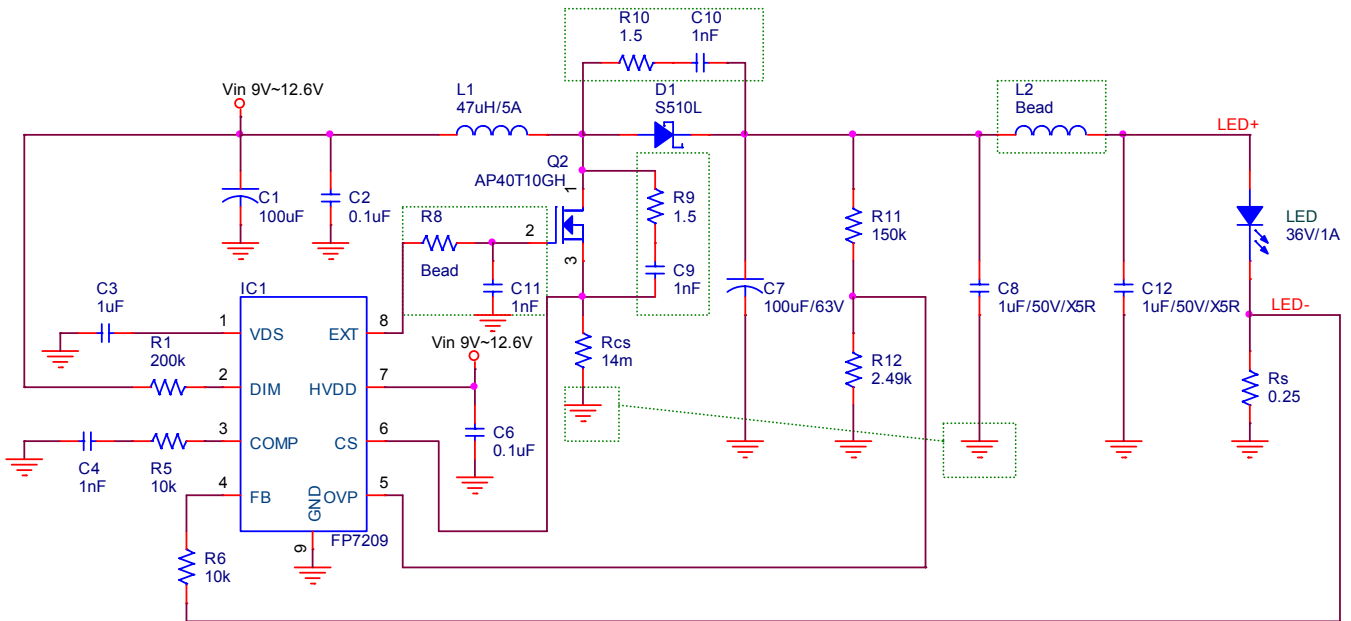 R10
1.5
C10
1nF
Vin 9V~12.6V
L1
47uH/5A
D1
S510L
L2
Bead
LED+
Q2
AP40T10GH
1
2
3
R9
1.5
C9
1nF
C1
100uF
C2
0.1uF
R8
Bead
C11
1nF
R11
150k
LED
36V/1A
C7
100uF/63V
C8
1uF/50V/X5R
C12
1uF/50V/X5R
LED-
C3
1uF
IC1
1
VDS
EXT
8
R1
200k
2
DIM
HVDD
7
Vin 9V~12.6V
Rcs
14m
R12
2.49k
Rs
0.25
3
COMP
CS
6
C6
0.1uF
C4
1nF
R5
10k
4
FB
GND
OVP
5
9
FP7209
R6
10k